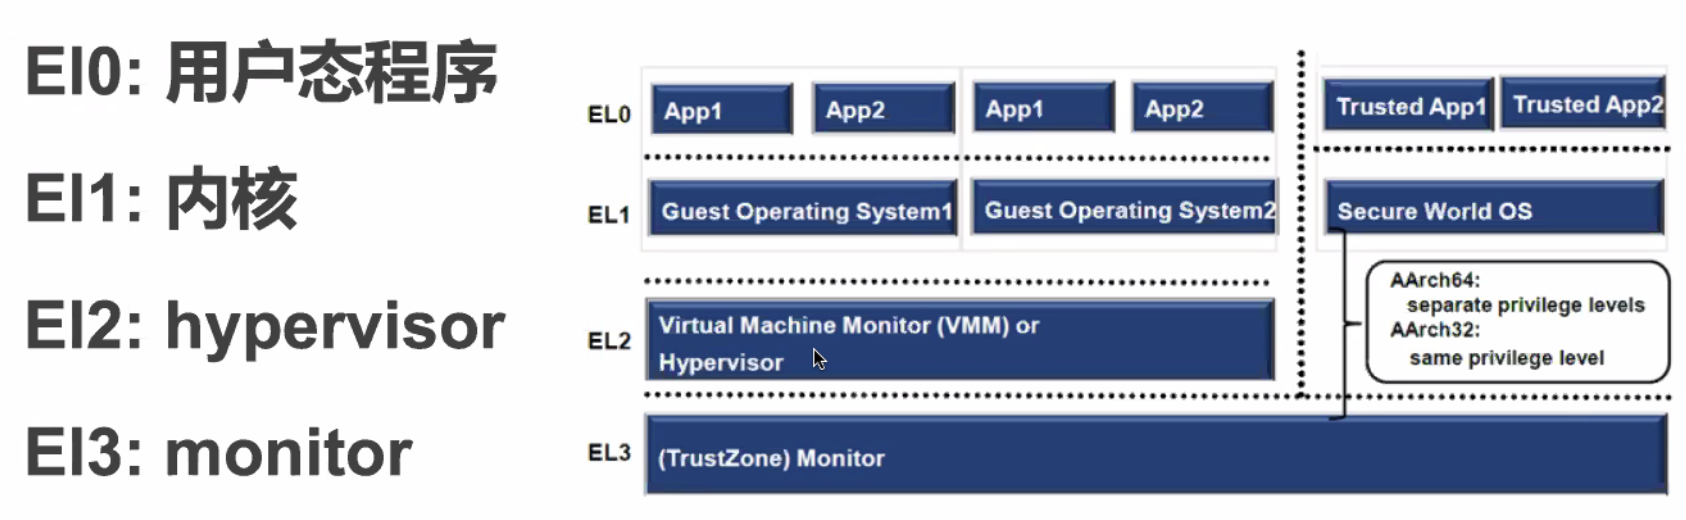 El0: 用户态程序
El1: 内核
El2: hypervisor
El3: monitor
EL0
App1
App2
App1
App2
Trusted App1
Trusted App2
EL1
Guest Operating System1
Guest Operating System2
Secure World OS
AArch64:
separate privilege levels
AArch32:
same privilege level
EL2
Virtual Machine Monitor (VMM) or
Hypervisor
EL3
(TrustZone) Monitor